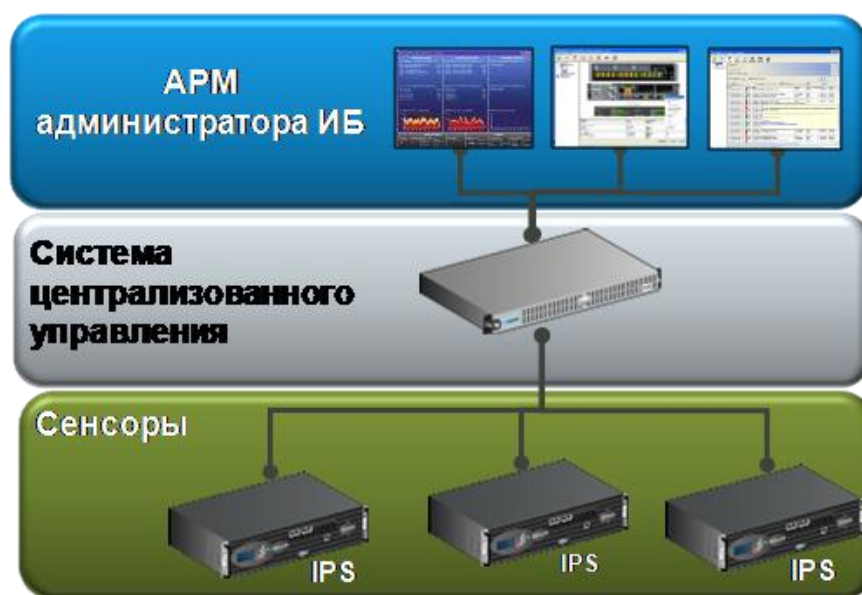 АРМ
администратора ИБ
Система
централизованного
управления
Сенсоры
IPS
IPS
IPS